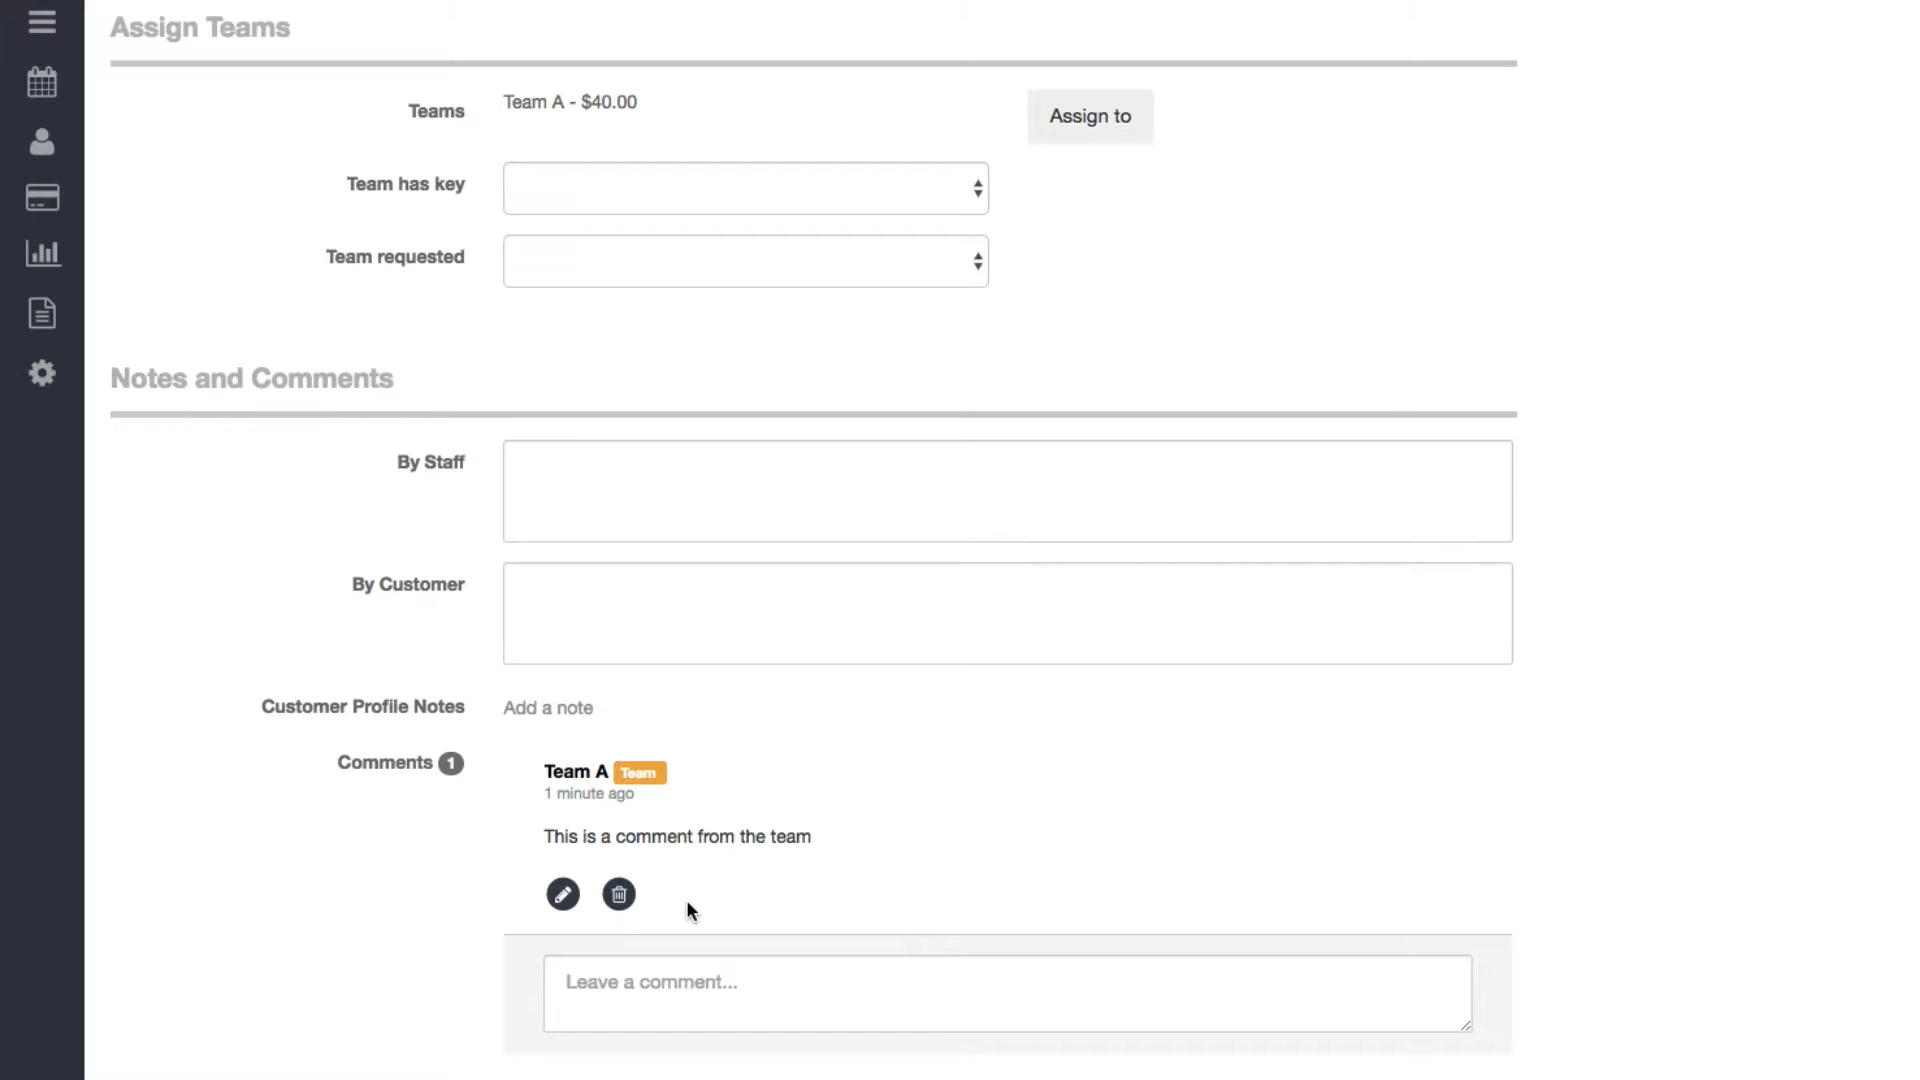 Assign Teams
Teams
Team A - $40.00
Assign to
Team has key
Team requested
Notes and Comments
By Staff
By Customer
Customer Profile Notes
Add a note
Comments 1
Team A Team
1 minute ago
This is a comment from the team
Leave a comment...